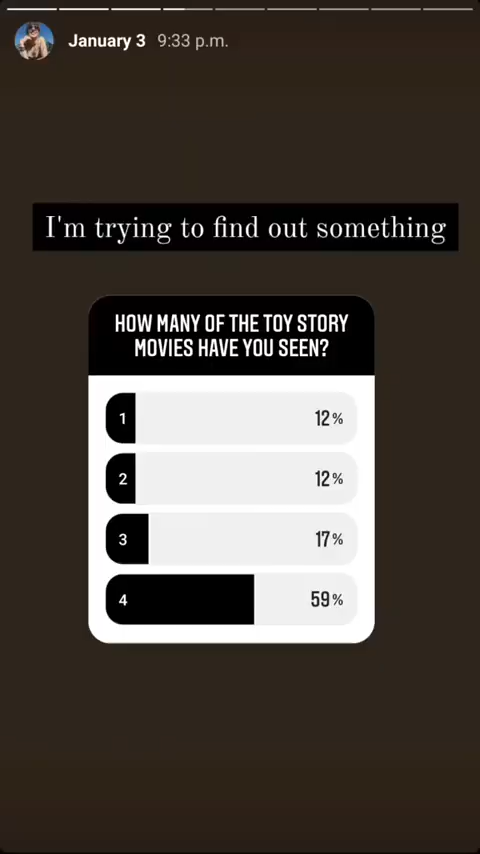 January 3 9:33 p.m.
I'm trying to find out something
HOW MANY OF THE TOY STORY
MOVIES HAVE YOU SEEN?
1 12%
2 12%
3 17%
4 59%